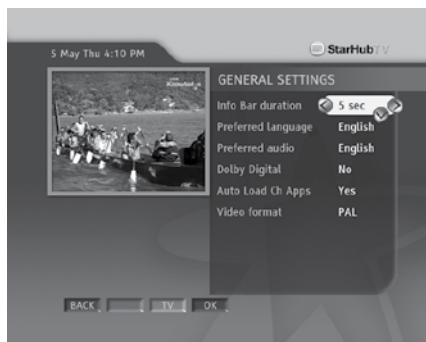 5 May Thu 4:10 PM
StarHub TV
GENERAL SETTINGS
Info Bar duration 5 sec
Preferred language English
Preferred audio English
Dolby Digital No
Auto Load Ch Apps Yes
Video format PAL
BACK TV OK